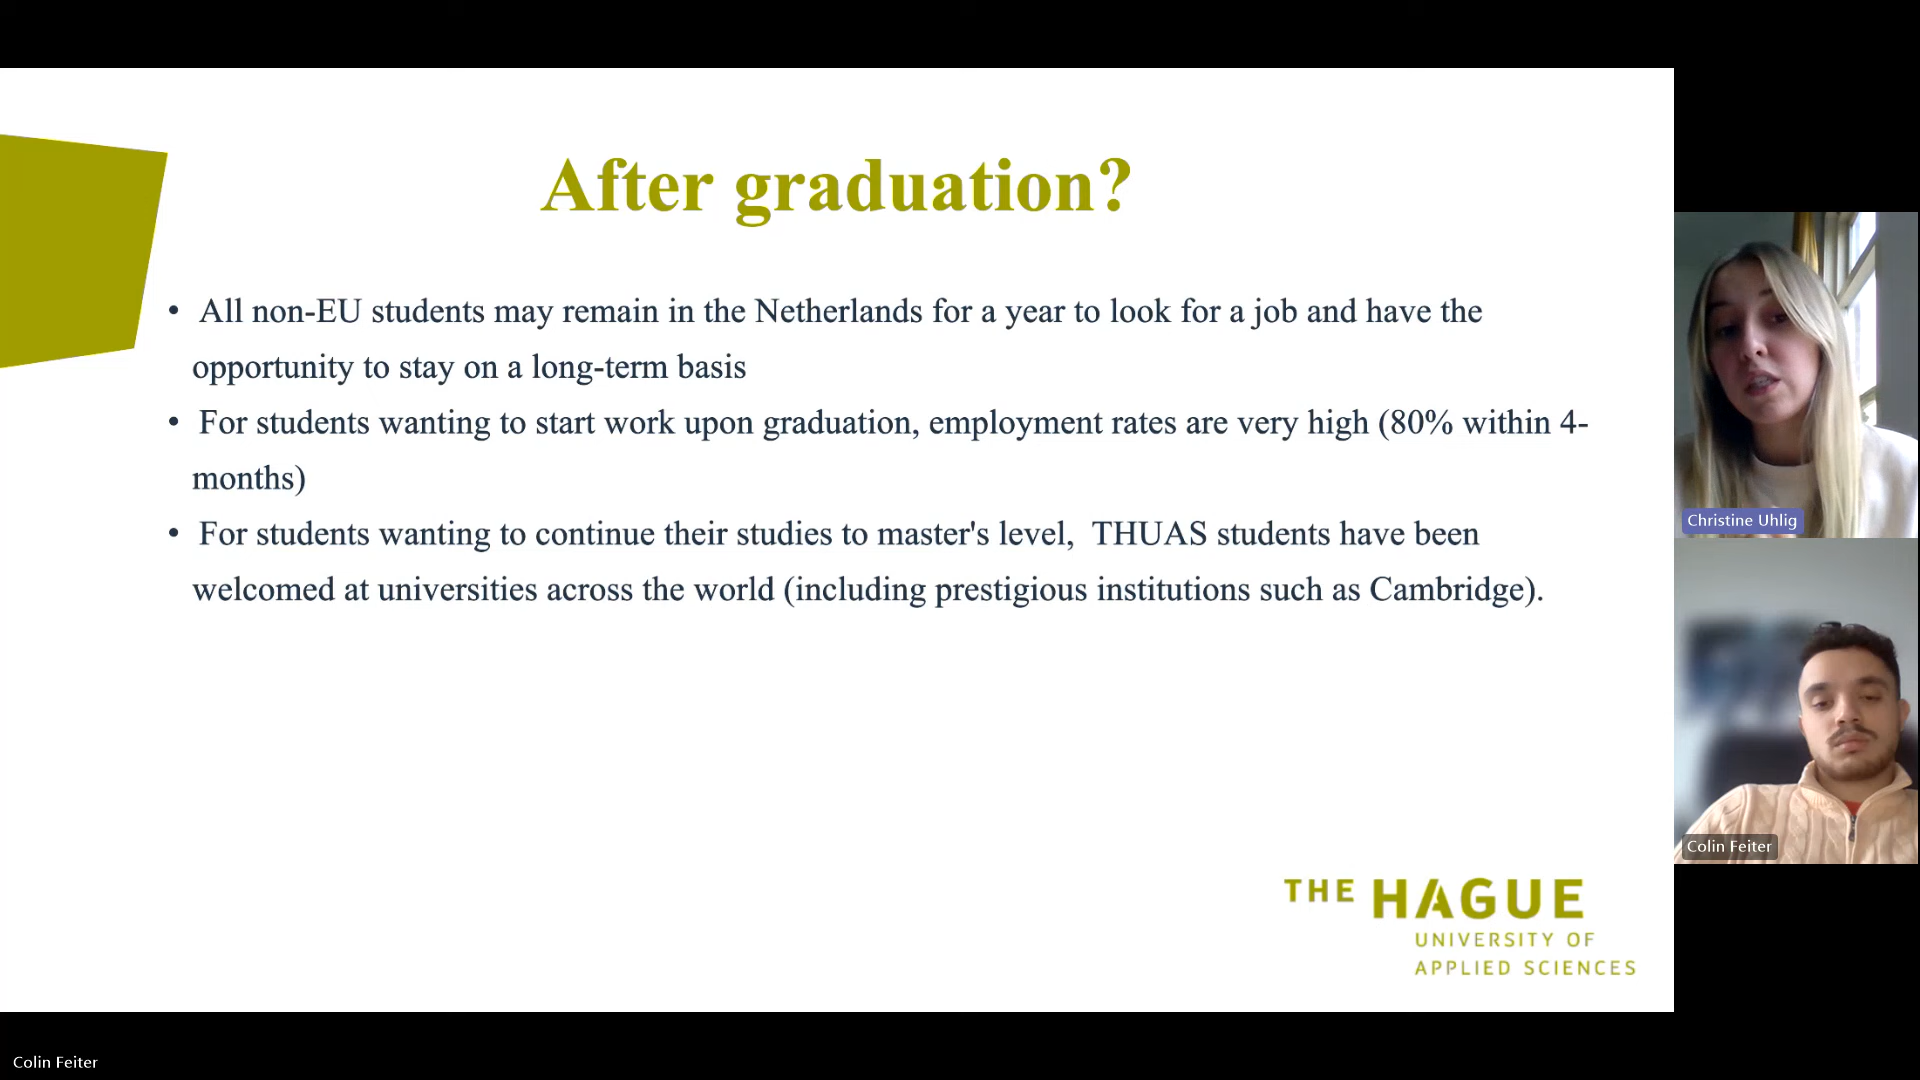 After graduation?
• All non-EU students may remain in the Netherlands for a year to look for a job and have the
opportunity to stay on a long-term basis
• For students wanting to start work upon graduation, employment rates are very high (80% within 4-
months)
• For students wanting to continue their studies to master's level,  THUAS students have been
welcomed at universities across the world (including prestigious institutions such as Cambridge).
THE HAGUE
UNIVERSITY OF
APPLIED SCIENCES
Christine Uhlig
Colin Feiter
Colin Feiter